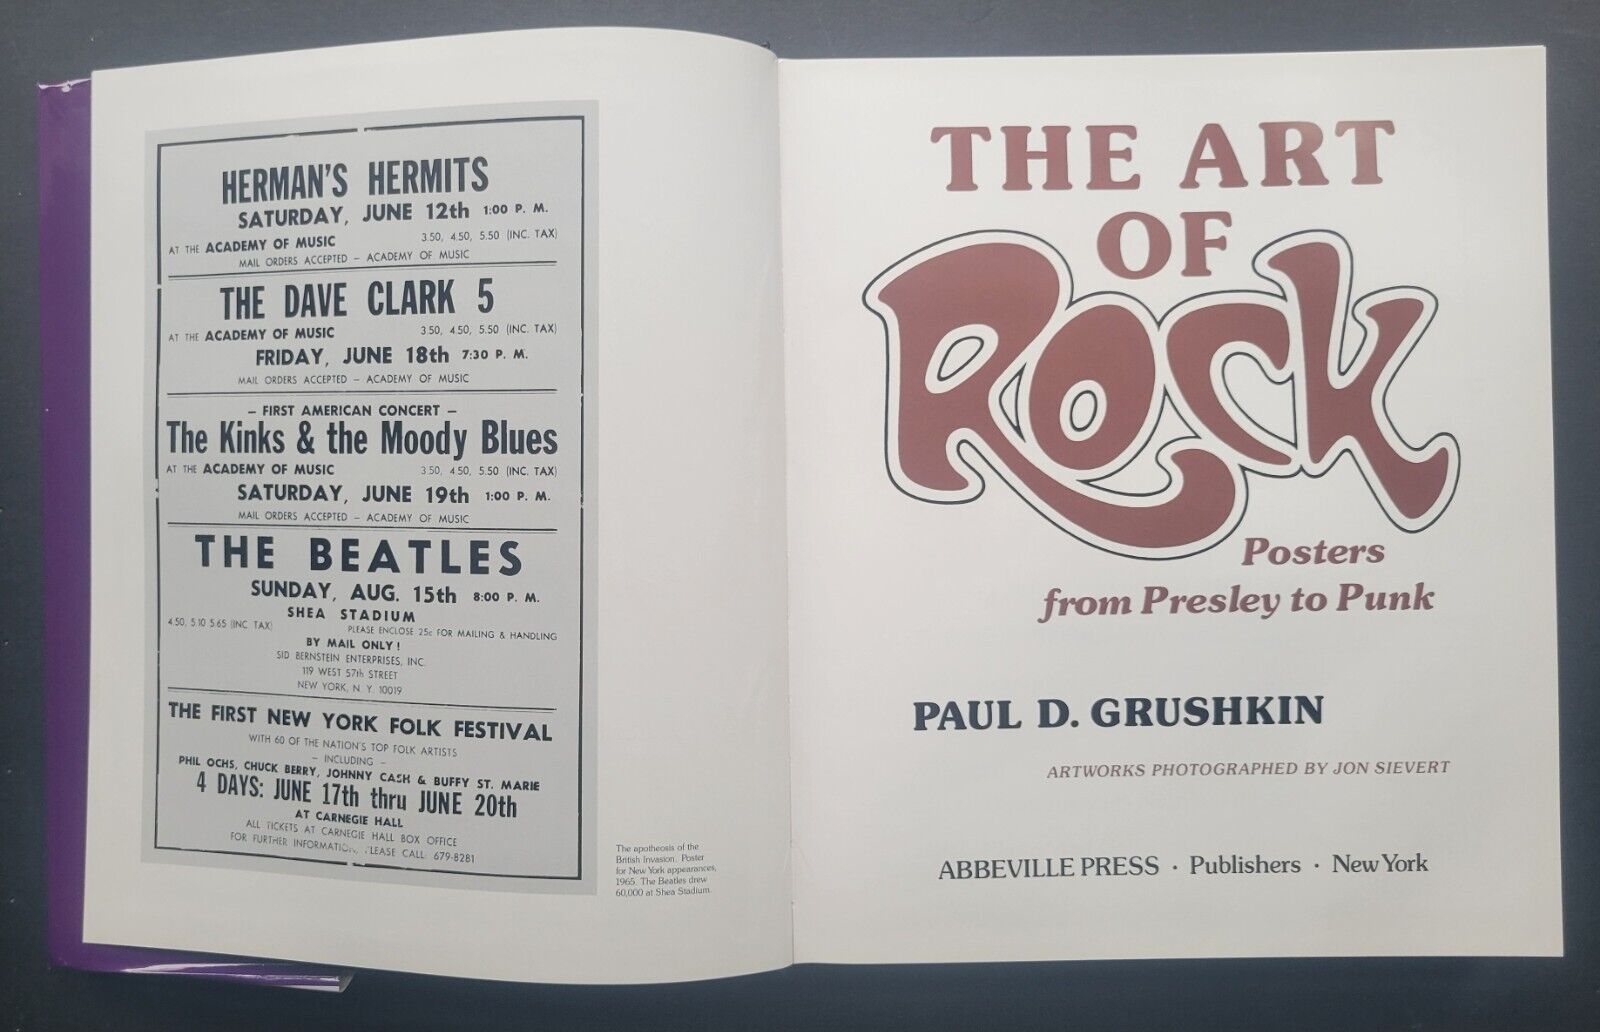 HERMAN'S HERMITS
SATURDAY, JUNE 12th 1:00 P. M.
AT THE ACADEMY OF MUSIC 3.50, 4.50, 5.50 (INC. TAX)
MAIL ORDERS ACCEPTED – ACADEMY OF MUSIC
THE DAVE CLARK 5
AT THE ACADEMY OF MUSIC 3.50, 4.50, 5.50 (INC. TAX)
FRIDAY, JUNE 18th 7:30 P. M.
MAIL ORDERS ACCEPTED – ACADEMY OF MUSIC
– FIRST AMERICAN CONCERT –
The Kinks & the Moody Blues
AT THE ACADEMY OF MUSIC 3.50, 4.50, 5.50 (INC. TAX)
SATURDAY, JUNE 19th 1:00 P. M.
MAIL ORDERS ACCEPTED – ACADEMY OF MUSIC
THE BEATLES
SUNDAY, AUG. 15th 8:00 P. M.
SHEA STADIUM
4.50, 5.10 5.65 (INC. TAX) PLEASE ENCLOSE 25c FOR MAILING & HANDLING
BY MAIL ONLY!
SID BERNSTEIN ENTERPRISES, INC.
119 WEST 57th STREET
NEW YORK, N. Y. 10019
THE FIRST NEW YORK FOLK FESTIVAL
WITH 60 OF THE NATION'S TOP FOLK ARTISTS
– INCLUDING –
PHIL OCHS, CHUCK BERRY, JOHNNY CASH & BUFFY ST. MARIE
4 DAYS: JUNE 17th thru JUNE 20th
AT CARNEGIE HALL
ALL TICKETS AT CARNEGIE HALL BOX OFFICE
FOR FURTHER INFORMATION, PLEASE CALL: 679-8281
The apotheosis of the
British Invasion. Poster
for New York appearances,
1965. The Beatles drew
60,000 at Shea Stadium.
THE ART
OF
Rock
Posters
from Presley to Punk
PAUL D. GRUSHKIN
ARTWORKS PHOTOGRAPHED BY JON SIEVERT
ABBEVILLE PRESS · Publishers · New York